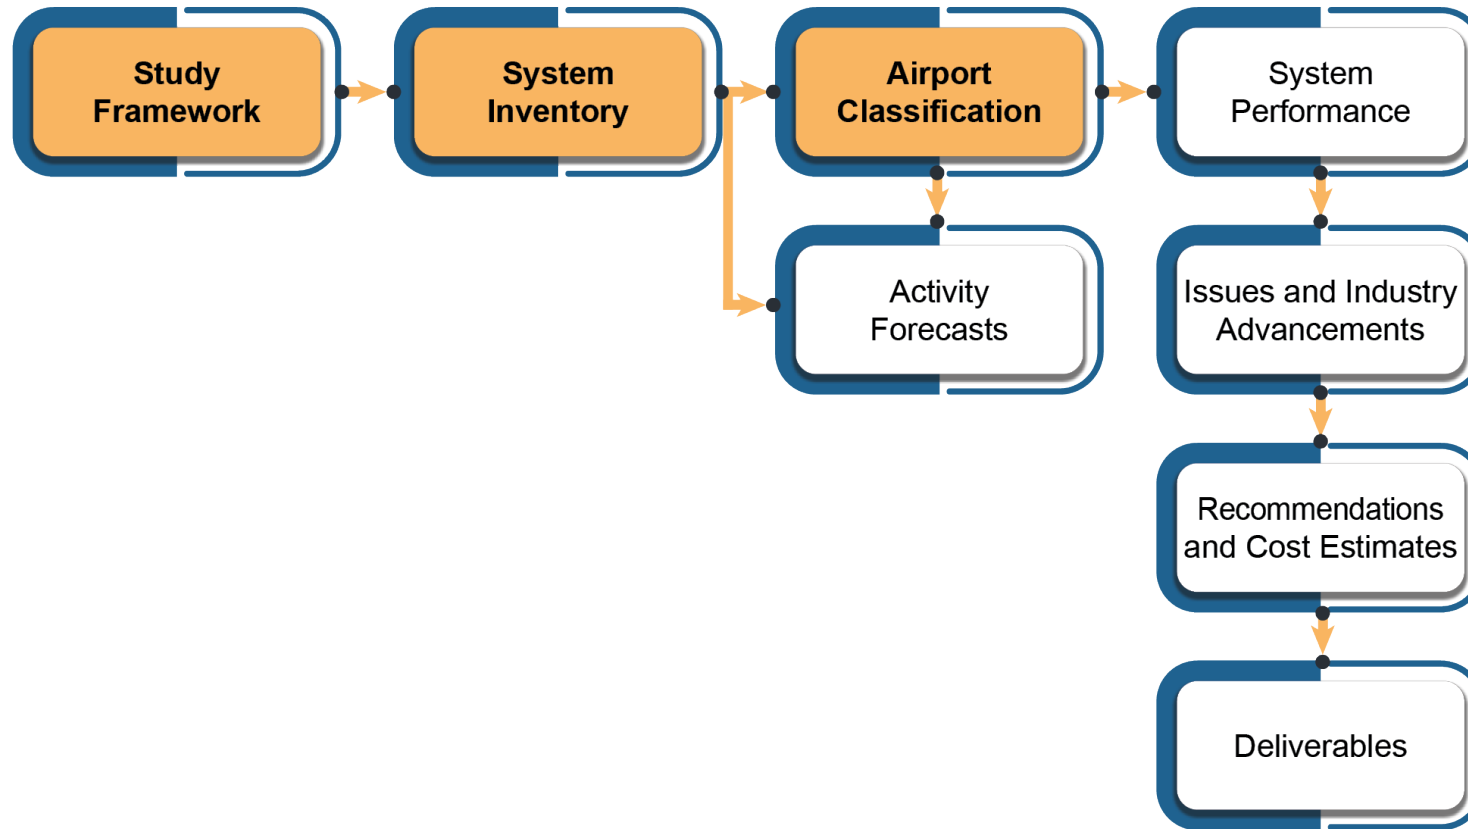 Study
Framework
System
Inventory
Airport
Classification
System
Performance
Activity
Forecasts
Issues and Industry
Advancements
Recommendations
and Cost Estimates
Deliverables